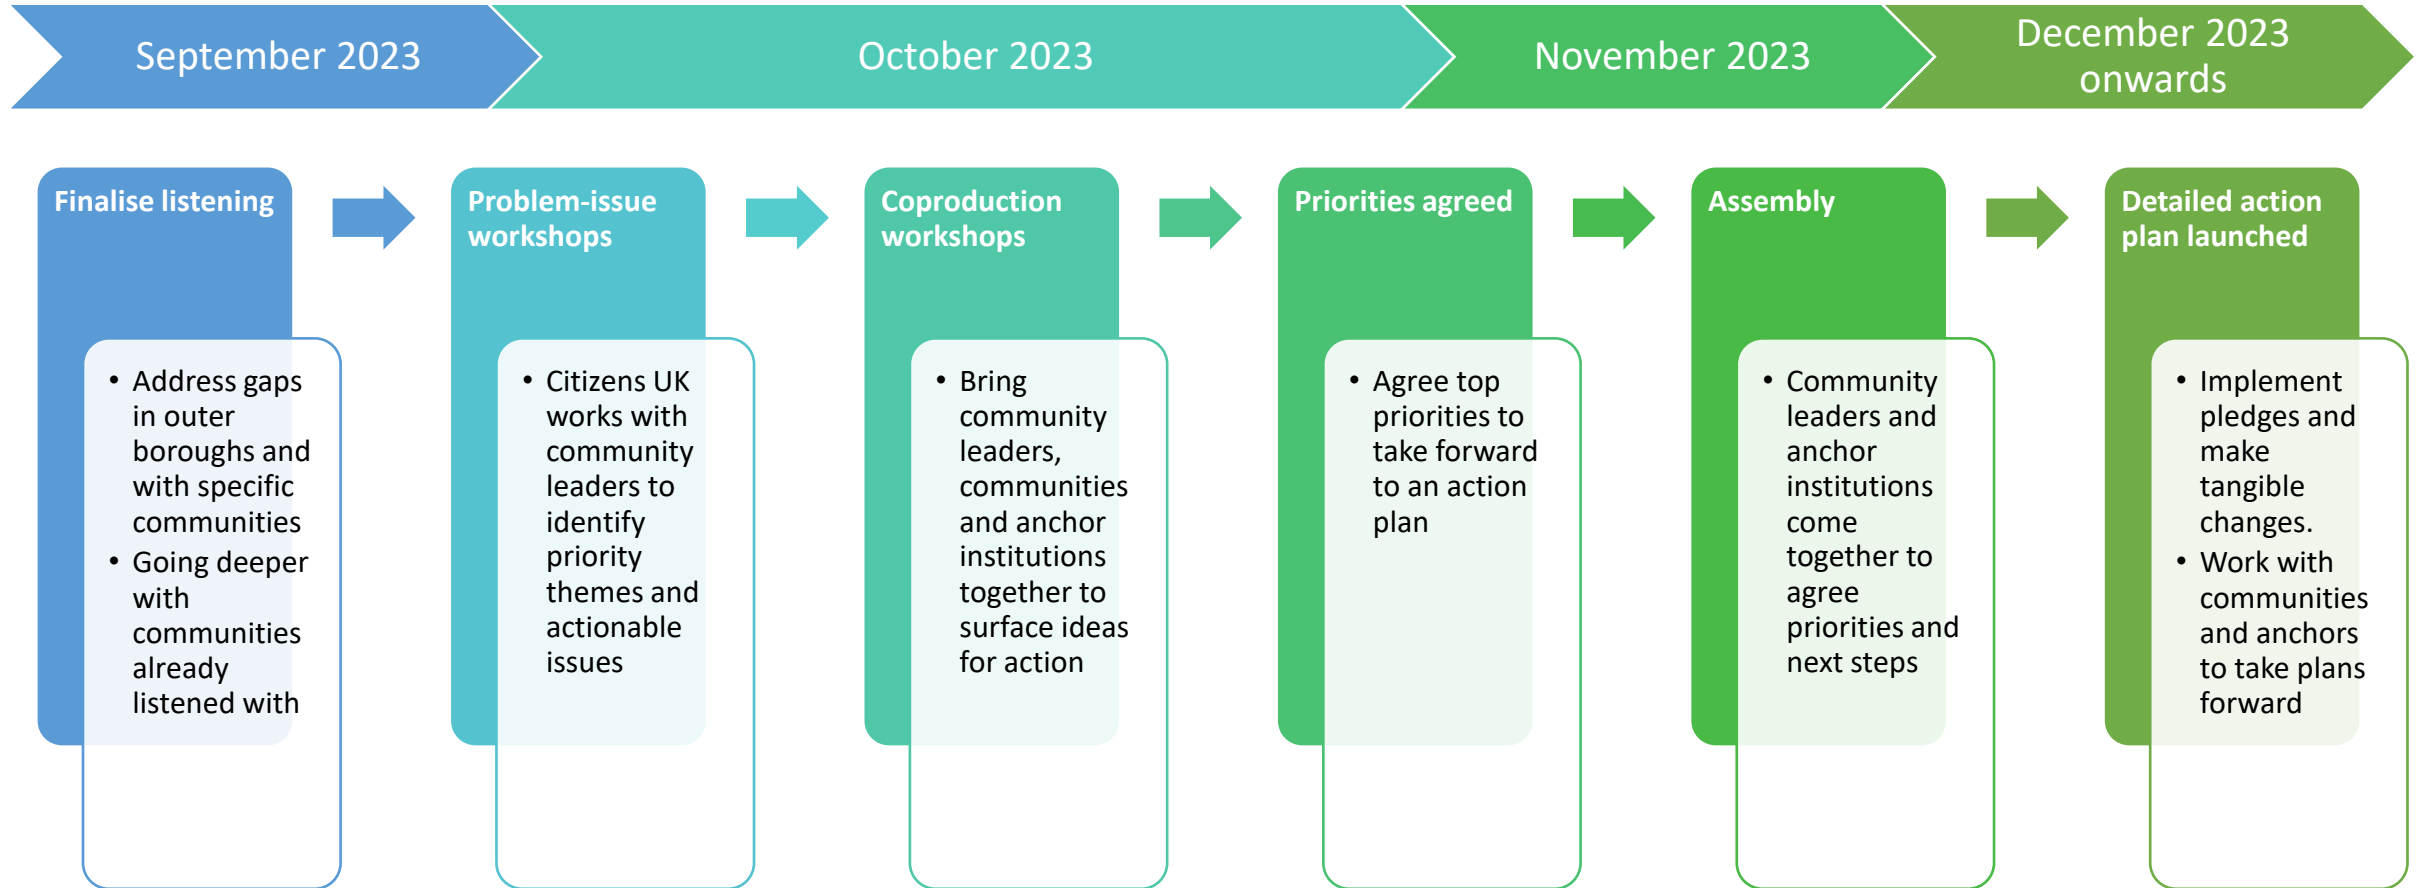 September 2023
October 2023
November 2023
December 2023
onwards
Finalise listening
• Address gaps
in outer
boroughs and
with specific
communities
• Going deeper
with
communities
already
listened with
Problem-issue
workshops
• Citizens UK
works with
community
leaders to
identify
priority
themes and
actionable
issues
Coproduction
workshops
• Bring
community
leaders,
communities
and anchor
institutions
together to
surface ideas
for action
Priorities agreed
• Agree top
priorities to
take forward
to an action
plan
Assembly
• Community
leaders and
anchor
institutions
come
together to
agree
priorities and
next steps
Detailed action
plan launched
• Implement
pledges and
make
tangible
changes.
• Work with
communities
and anchors
to take plans
forward